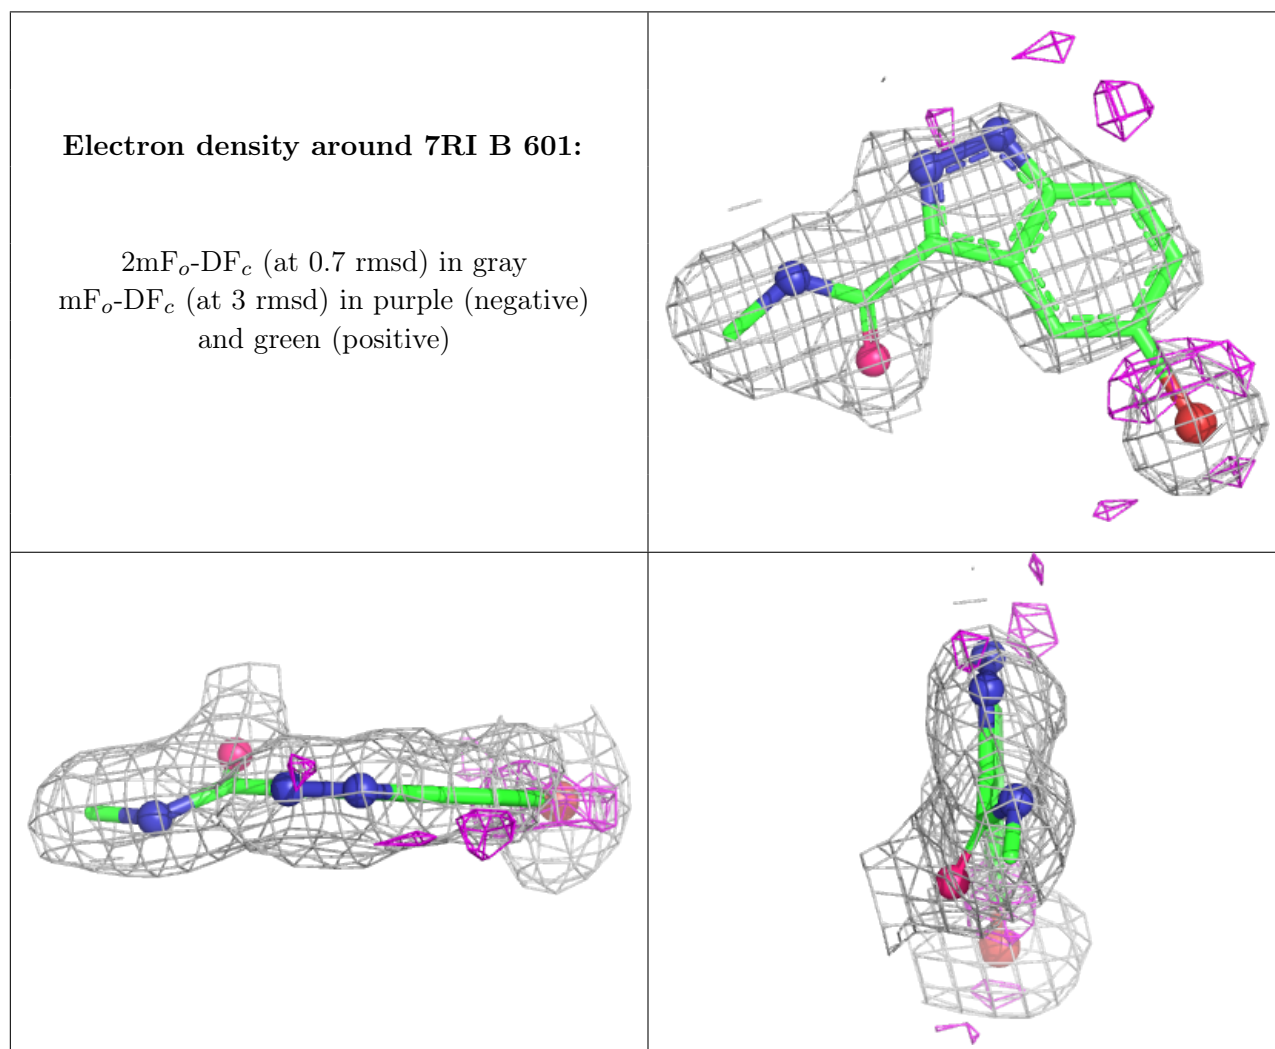 Electron density around 7RI B 601:
2mFₒ-DF𝒸 (at 0.7 rmsd) in gray
mFₒ-DF𝒸 (at 3 rmsd) in purple (negative)
and green (positive)